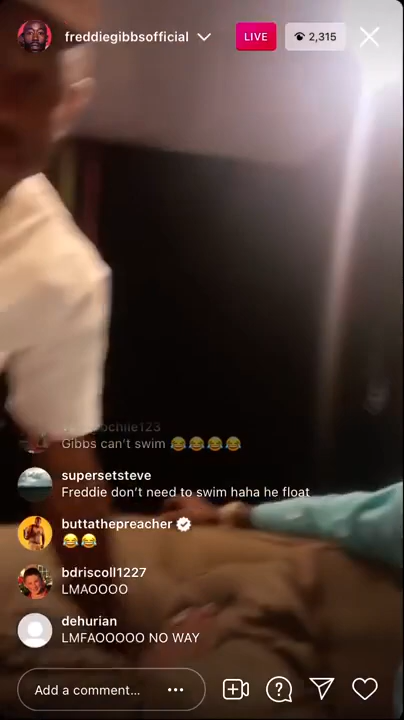 freddiegibbsofficial
LIVE
2,315
Gibbs can't swim 😂😂😂😂
supersetsteve
Freddie don't need to swim haha he float
buttathepreacher
😂😂
bdriscoll1227
LMAOOOO
dehurian
LMFAOOOOO NO WAY
Add a comment...